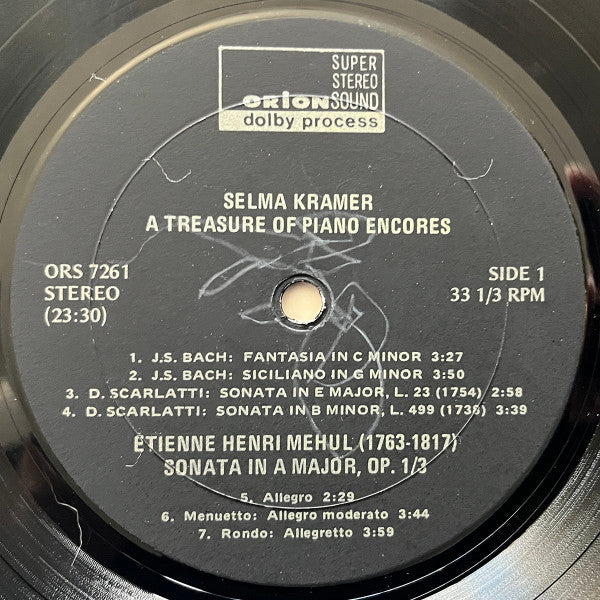 SUPER
STEREO
ORION SOUND
dolby process
SELMA KRAMER
A TREASURE OF PIANO ENCORES
ORS 7261
STEREO
(23:30)
SIDE 1
33 1/3 RPM
1. J.S. BACH: FANTASIA IN C MINOR 3:27
2. J.S. BACH: SICILIANO IN G MINOR 3:50
3. D. SCARLATTI: SONATA IN E MAJOR, L. 23 (1754) 2:58
4. D. SCARLATTI: SONATA IN B MINOR, L. 499 (1738) 3:39
ETIENNE HENRI MEHUL (1763-1817)
SONATA IN A MAJOR, OP. 1/3
5. Allegro 2:29
6. Menuetto: Allegro moderato 3:44
7. Rondo: Allegretto 3:59